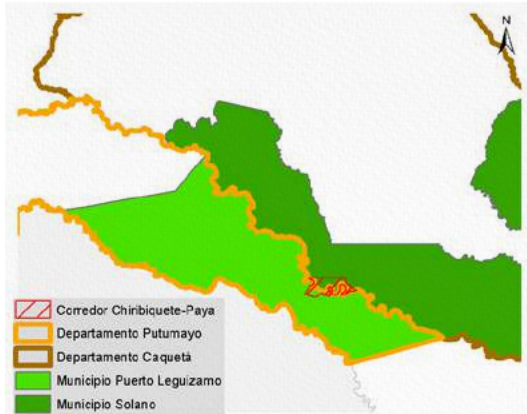 N
Corredor Chiribiquete-Paya
Departamento Putumayo
Departamento Caquetá
Municipio Puerto Leguizamo
Municipio Solano